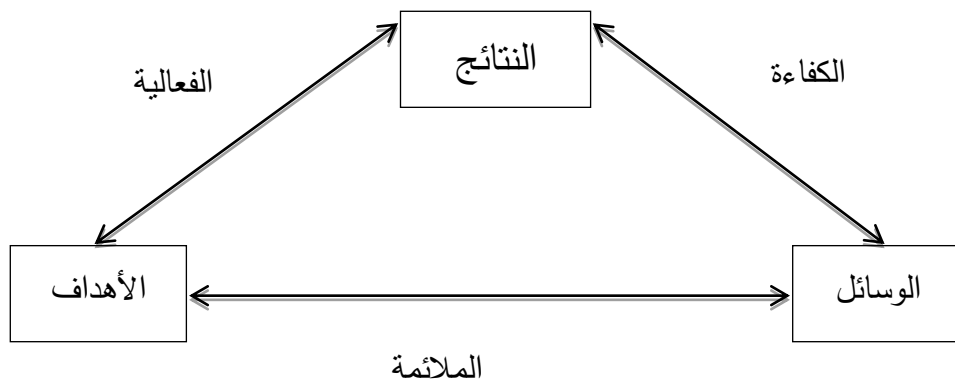 النتائج
الكفاءة
الفعالية
الوسائل
الأهداف
الملائمة